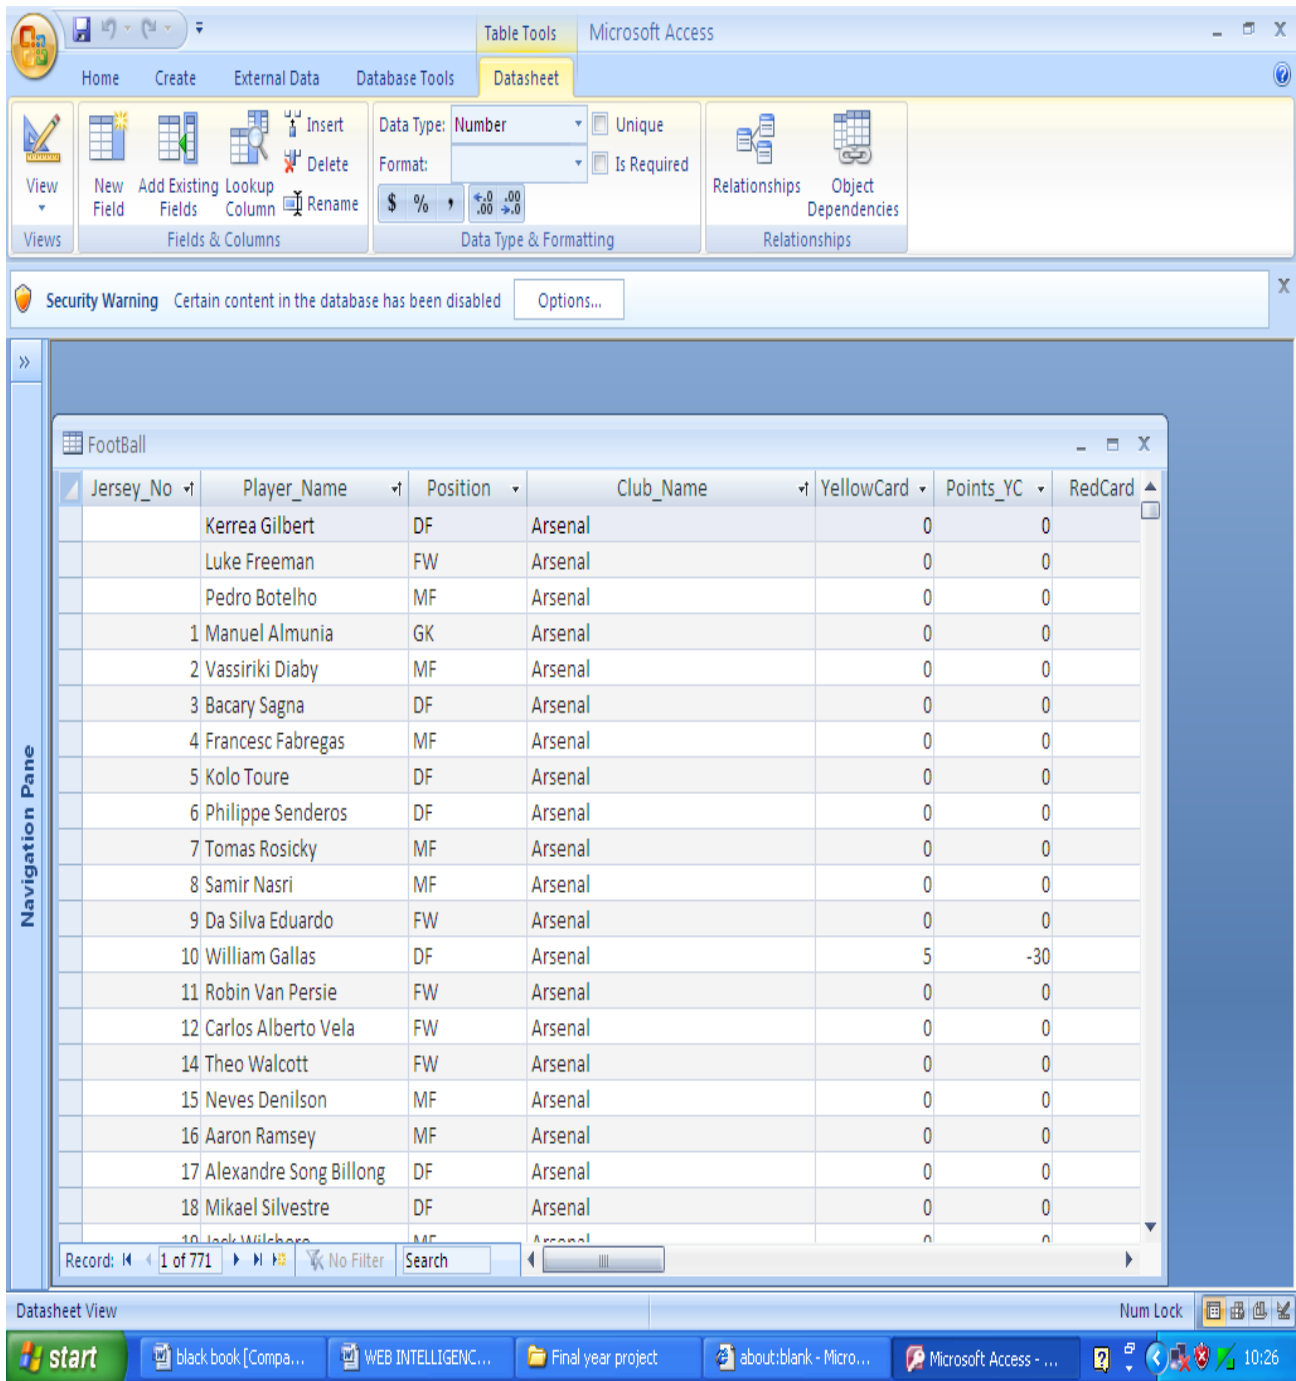 Table Tools Microsoft Access
Home Create External Data Database Tools Datasheet
View
Views
New Field
Add Existing Fields
Lookup Column
Insert
Delete
Rename
Fields & Columns
Data Type: Number
Format:
$ % ,
.0 .00
.00 .0
Unique
Is Required
Data Type & Formatting
Relationships
Object Dependencies
Relationships
Security Warning Certain content in the database has been disabled Options...
Navigation Pane
FootBall
Jersey_No Player_Name Position Club_Name YellowCard Points_YC RedCard
Kerrea Gilbert DF Arsenal 0 0
Luke Freeman FW Arsenal 0 0
Pedro Botelho MF Arsenal 0 0
1 Manuel Almunia GK Arsenal 0 0
2 Vassiriki Diaby MF Arsenal 0 0
3 Bacary Sagna DF Arsenal 0 0
4 Francesc Fabregas MF Arsenal 0 0
5 Kolo Toure DF Arsenal 0 0
6 Philippe Senderos DF Arsenal 0 0
7 Tomas Rosicky MF Arsenal 0 0
8 Samir Nasri MF Arsenal 0 0
9 Da Silva Eduardo FW Arsenal 0 0
10 William Gallas DF Arsenal 5 -30
11 Robin Van Persie FW Arsenal 0 0
12 Carlos Alberto Vela FW Arsenal 0 0
14 Theo Walcott FW Arsenal 0 0
15 Neves Denilson MF Arsenal 0 0
16 Aaron Ramsey MF Arsenal 0 0
17 Alexandre Song Billong DF Arsenal 0 0
18 Mikael Silvestre DF Arsenal 0 0
19 Jack Wilshere MF Arsenal 0 0
Record: 1 of 771 No Filter Search
Datasheet View Num Lock
start black book [Compa... WEB INTELLIGENC... Final year project about:blank - Micro... Microsoft Access - ... 10:26